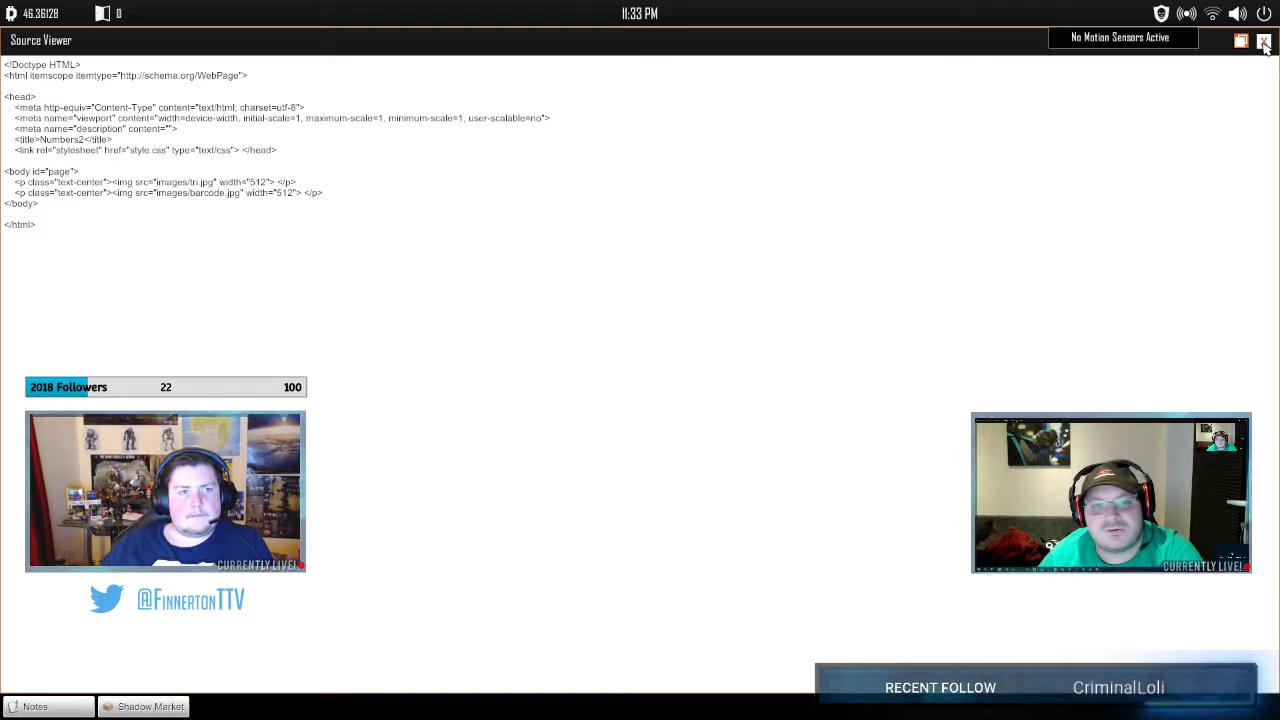 46.36128
0
11:33 PM
Source Viewer
No Motion Sensors Active
<!Doctype HTML>
<html itemscope itemtype="http://schema.org/WebPage">
<head>
<meta http-equiv="Content-Type" content="text/html; charset=utf-8">
<meta name="viewport" content="width=device-width, initial-scale=1, maximum-scale=1, minimum-scale=1, user-scalable=no">
<meta name="description" content="">
<title>Numbers2</title>
<link rel="stylesheet" href="style.css" type="text/css"> </head>
<body id="page">
<p class="text-center"><img src="images/tri.jpg" width="512"> </p>
<p class="text-center"><img src="images/barcode.jpg" width="512"> </p>
</body>
</html>
2018 Followers 22 100
CURRENTLY LIVE!
CURRENTLY LIVE!
@FinnertonTTV
RECENT FOLLOW CriminalLoli
Notes
Shadow Market